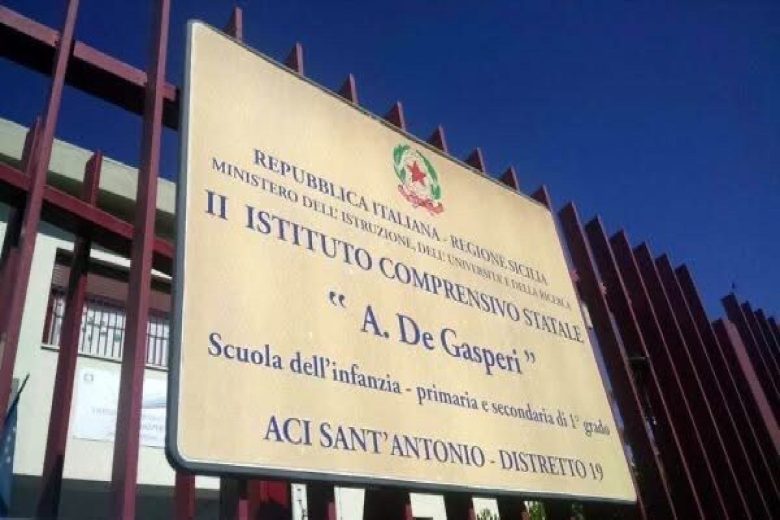 REPUBBLICA ITALIANA - REGIONE SICILIA
MINISTERO DELL'ISTRUZIONE, DELL'UNIVERSITÀ E DELLA RICERCA
II ISTITUTO COMPRENSIVO STATALE
“ A. De Gasperi”
Scuola dell'infanzia - primaria e secondaria di 1° grado
ACI SANT'ANTONIO - DISTRETTO 19